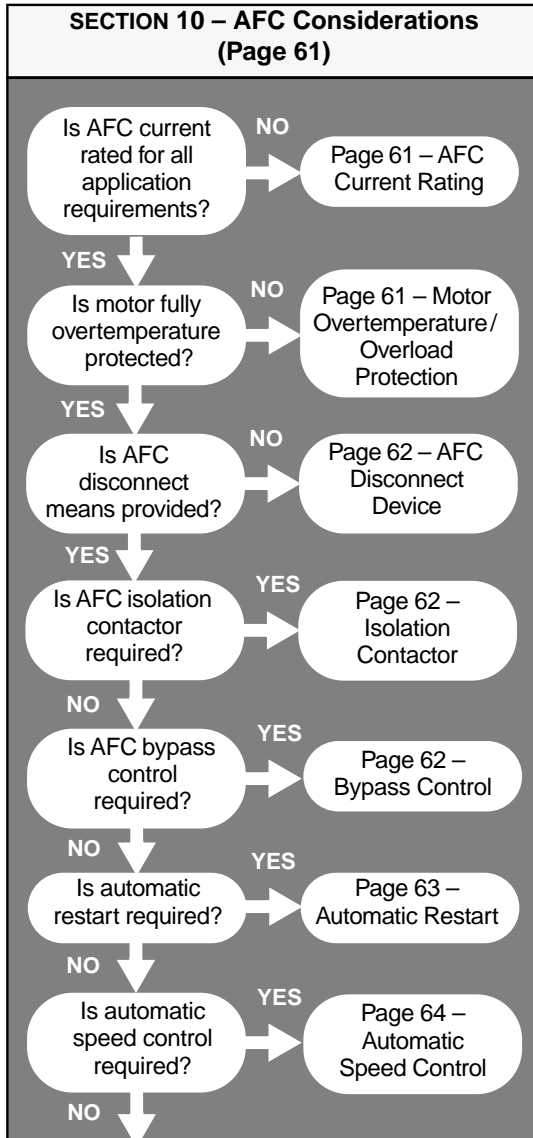 SECTION 10 – AFC Considerations
(Page 61)
Is AFC current
rated for all
application
requirements?
NO
Page 61 – AFC
Current Rating
YES
Is motor fully
overtemperature
protected?
NO
Page 61 – Motor
Overtemperature/
Overload
Protection
YES
Is AFC
disconnect
means provided?
NO
Page 62 – AFC
Disconnect
Device
YES
Is AFC isolation
contactor
required?
YES
Page 62 –
Isolation
Contactor
NO
Is AFC bypass
control
required?
YES
Page 62 –
Bypass Control
NO
Is automatic
restart required?
YES
Page 63 –
Automatic Restart
NO
Is automatic
speed control
required?
YES
Page 64 –
Automatic
Speed Control
NO